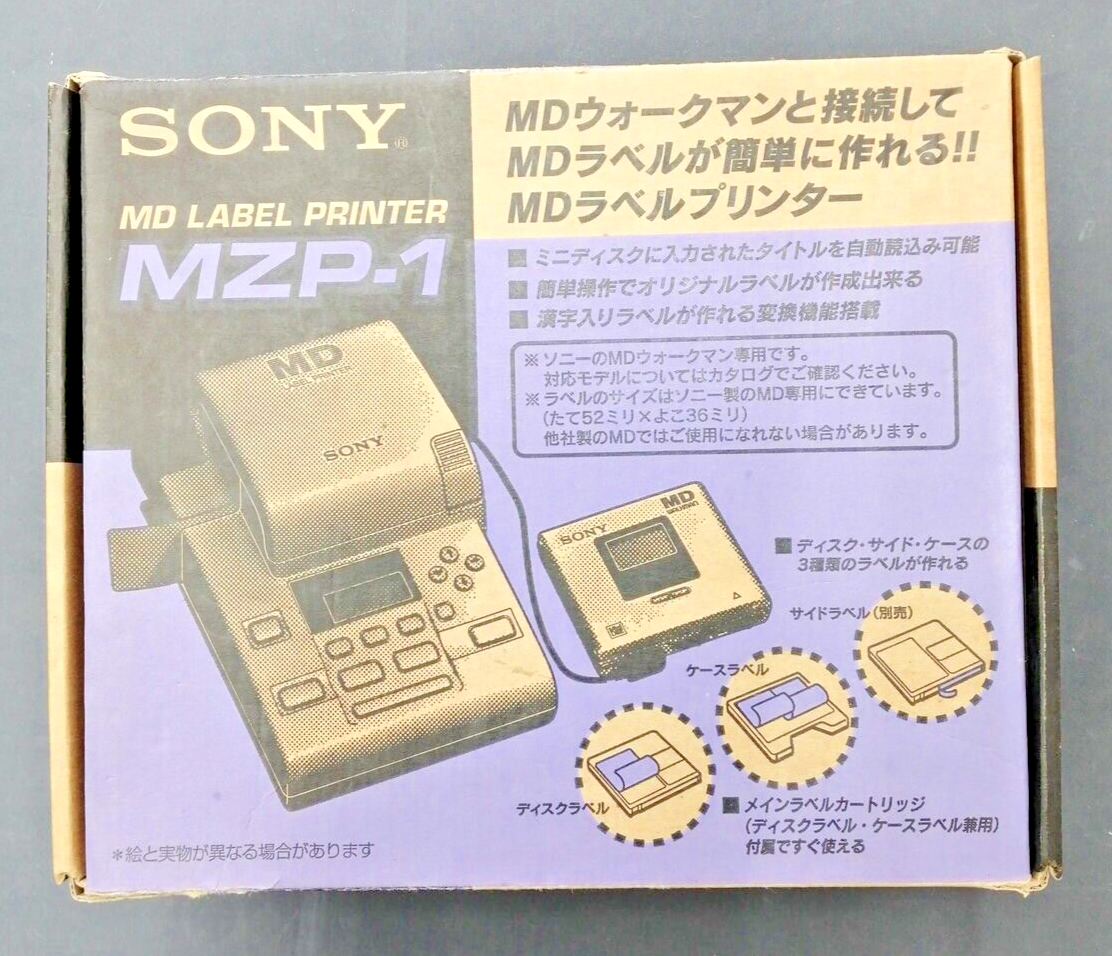 SONY®
MD LABEL PRINTER
MZP-1
MDウォークマンと接続して
MDラベルが簡単に作れる!!
MDラベルプリンター
■ ミニディスクに入力されたタイトルを自動読込み可能
■ 簡単操作でオリジナルラベルが作成出来る
■ 漢字入りラベルが作れる変換機能搭載
※ ソニーのMDウォークマン専用です。
対応モデルについてはカタログでご確認ください。
※ ラベルのサイズはソニー製のMD専用にできています。
(たて52ミリ×よこ36ミリ)
他社製のMDではご使用になれない場合があります。
MD
SONY
SONY
MD
WALKMAN
■ ディスク・サイド・ケースの
3種類のラベルが作れる
サイドラベル(別売)
ケースラベル
ディスクラベル
■ メインラベルカートリッジ
(ディスクラベル・ケースラベル兼用)
付属ですぐ使える
*絵と実物が異なる場合があります